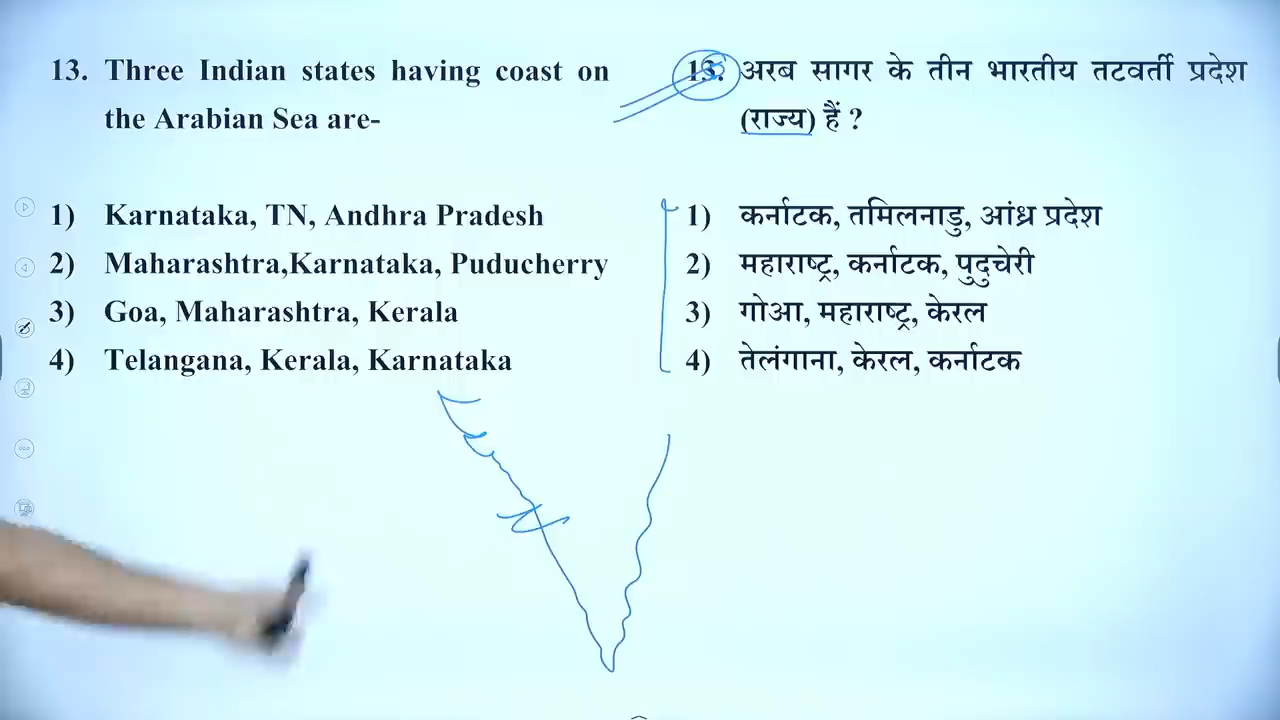 13. Three Indian states having coast on
the Arabian Sea are-
1) Karnataka, TN, Andhra Pradesh
2) Maharashtra,Karnataka, Puducherry
3) Goa, Maharashtra, Kerala
4) Telangana, Kerala, Karnataka
13. अरब सागर के तीन भारतीय तटवर्ती प्रदेश
(राज्य) हैं ?
1) कर्नाटक, तमिलनाडु, आंध्र प्रदेश
2) महाराष्ट्र, कर्नाटक, पुदुचेरी
3) गोआ, महाराष्ट्र, केरल
4) तेलंगाना, केरल, कर्नाटक